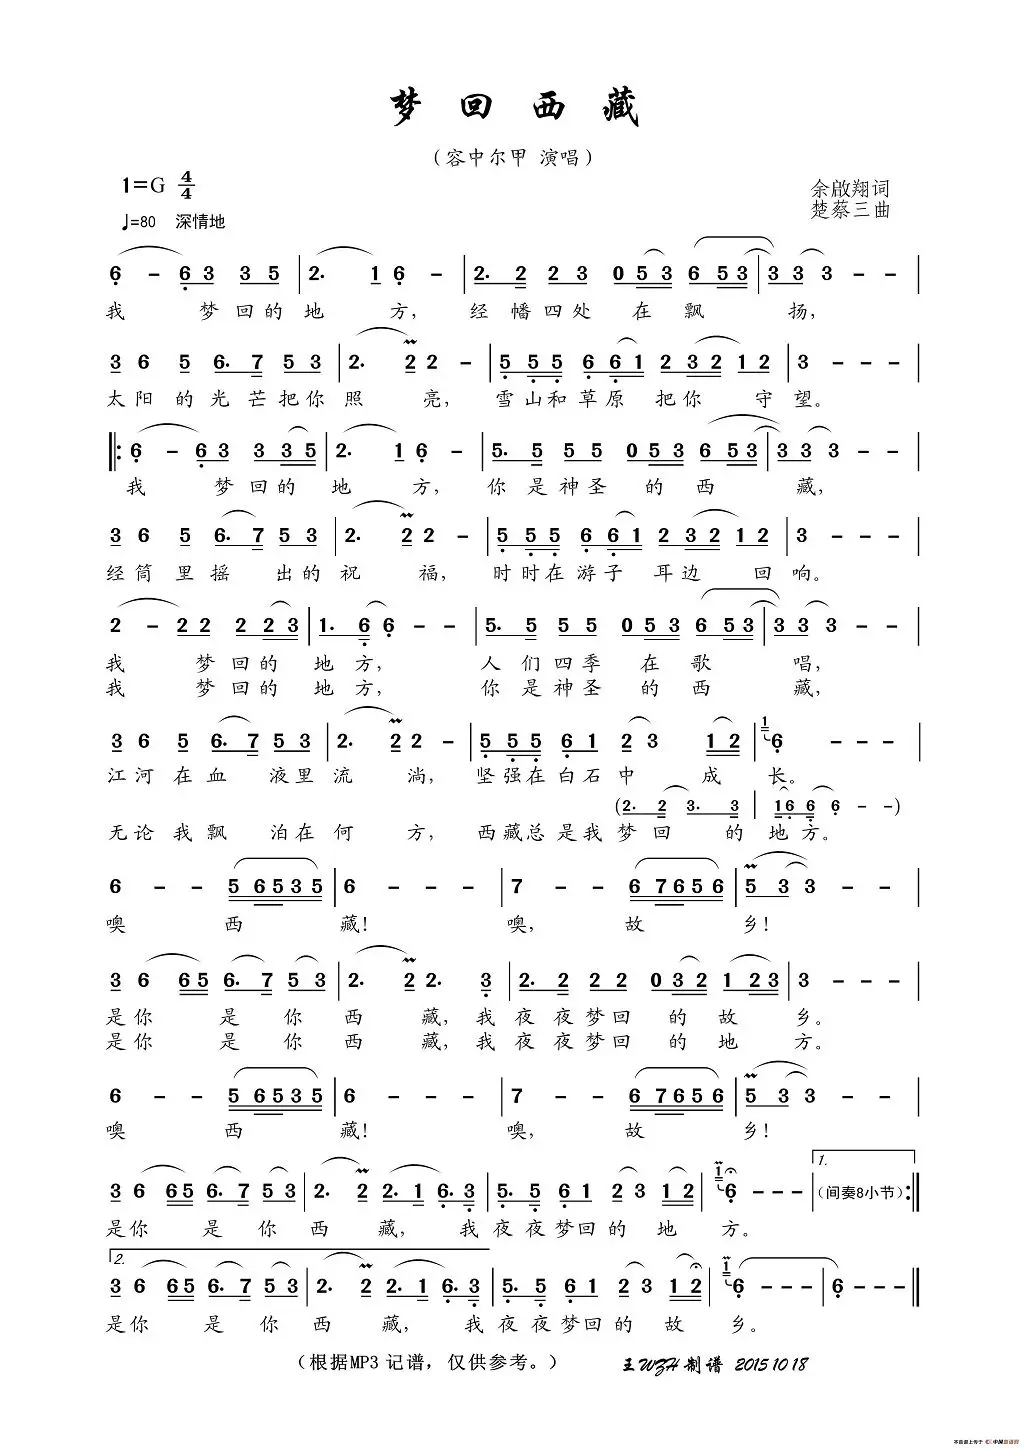 梦 回 西 藏
（容中尔甲 演唱）
1=G 4/4
余啟翔词
♩=80 深情地
楚蔡三曲
6 - 6 3 3 5 | 2. 1 6 - | 2. 2 2 3 0 5 3 6 5 3 | 3 3 3 - - |
我 梦 回 的 地 方， 经 幡 四 处 在 飘 扬，
3 6 5 6. 7 5 3 | 2. 2 2 - | 5 5 5 6 6 1 2 3 2 1 2 | 3 - - - |
太 阳 的 光 芒 把 你 照 亮， 雪 山 和 草 原 把 你 守 望。
‖: 6 - 6 3 3 3 5 | 2. 1 6 - | 5. 5 5 5 0 5 3 6 5 3 | 3 3 3 - - |
我 梦 回 的 地 方， 你 是 神 圣 的 西 藏，
3 6 5 6. 7 5 3 | 2. 2 2 - | 5 5 5 6 6 1 2 3 2 1 2 | 3 - - - |
经 筒 里 摇 出 的 祝 福， 时 时 在 游 子 耳 边 回 响。
2 - 2 2 2 2 3 | 1. 6 6 - - | 5. 5 5 5 0 5 3 6 5 3 | 3 3 - - |
我 梦 回 的 地 方， 人 们 四 季 在 歌 唱，
我 梦 回 的 地 方， 你 是 神 圣 的 西 藏，
3 6 5 6. 7 5 3 | 2. 2 2 - | 5 5 5 6 1 2 3 1 2 | 1 6 - - - |
江 河 在 血 液 里 流 淌， 坚 强 在 白 石 中 成 长。
(2. 2 3. 3 | 1 6 6 6 - -)
无 论 我 飘 泊 在 何 方， 西 藏 总 是 我 梦 回 的 地 方。
6 - - 5 6 5 3 5 | 6 - - - | 7 - - 6 7 6 5 6 | 5 3 3 - - |
噢 西 藏！ 噢， 故 乡！
3 6 6 5 6. 7 5 3 | 2. 2 2. 3 | 2. 2 2 2 0 3 2 1 2 3 | 3 - - - |
是 你 是 你 西 藏， 我 夜 夜 梦 回 的 故 乡。
是 你 是 你 西 藏， 我 夜 夜 梦 回 的 地 方。
6 - - 5 6 5 3 5 | 6 - - - | 7 - - 6 7 6 5 6 | 5 3 3 - - |
噢 西 藏！ 噢， 故 乡！
3 6 6 5 6. 7 5 3 | 2. 2 2. 1 6. 3 | 5. 5 6 1 2 3 1 2 | 1 6 - - - | 1. （间奏8小节） :‖
是 你 是 你 西 藏， 我 夜 夜 梦 回 的 地 方。
2.
3 6 6 5 6. 7 5 3 | 2. 2 2. 1 6. 3 | 5. 5 6 1 2 3 1 2 | 1 6 - - - | 6 - - - ‖
是 你 是 你 西 藏， 我 夜 夜 梦 回 的 故 乡。
（根据MP3 记谱，仅供参考。）
王WZH 制谱 2015 10 18